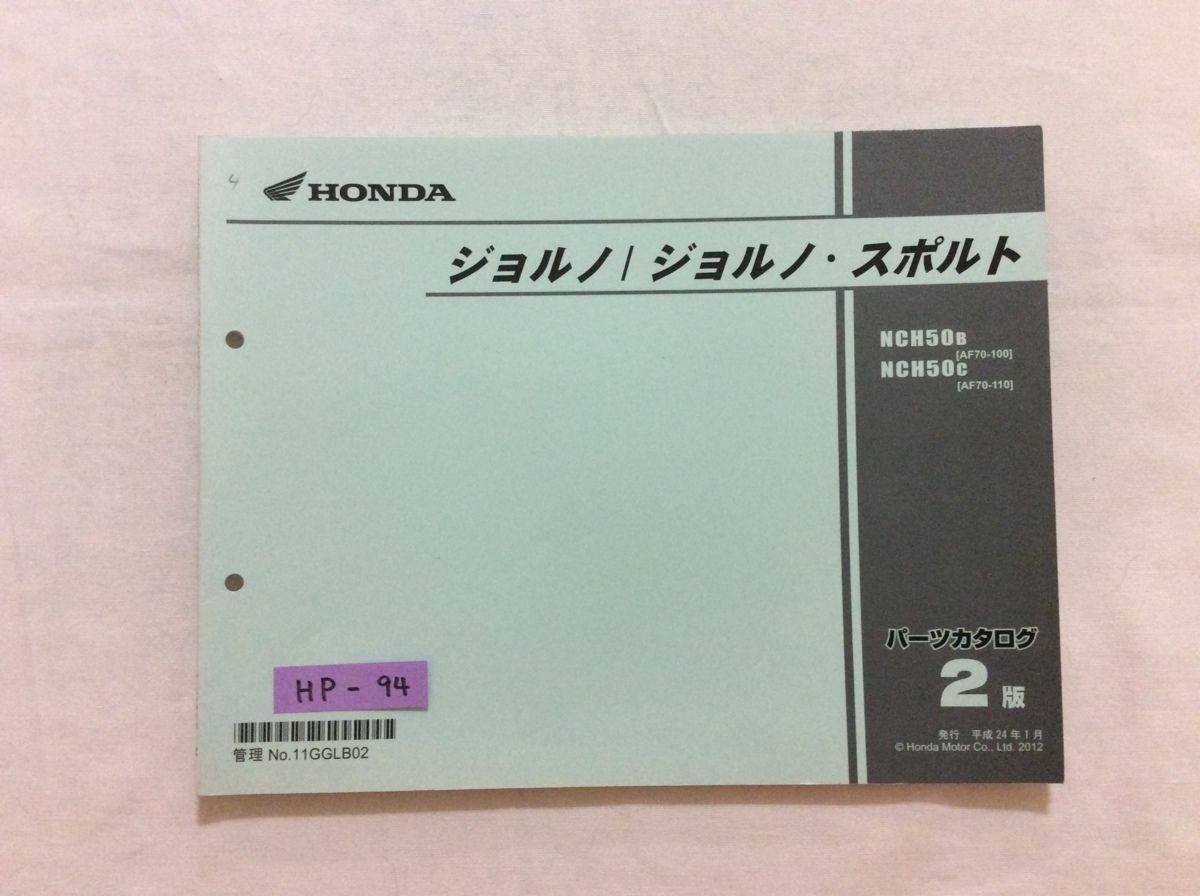 4
HONDA
ジョルノ/ジョルノ・スポルト
NCH50B
[AF70-100]
NCH50C
[AF70-110]
パーツカタログ
2版
発行 平成24年1月
© Honda Motor Co., Ltd. 2012
HP-94
管理 No.11GGLB02